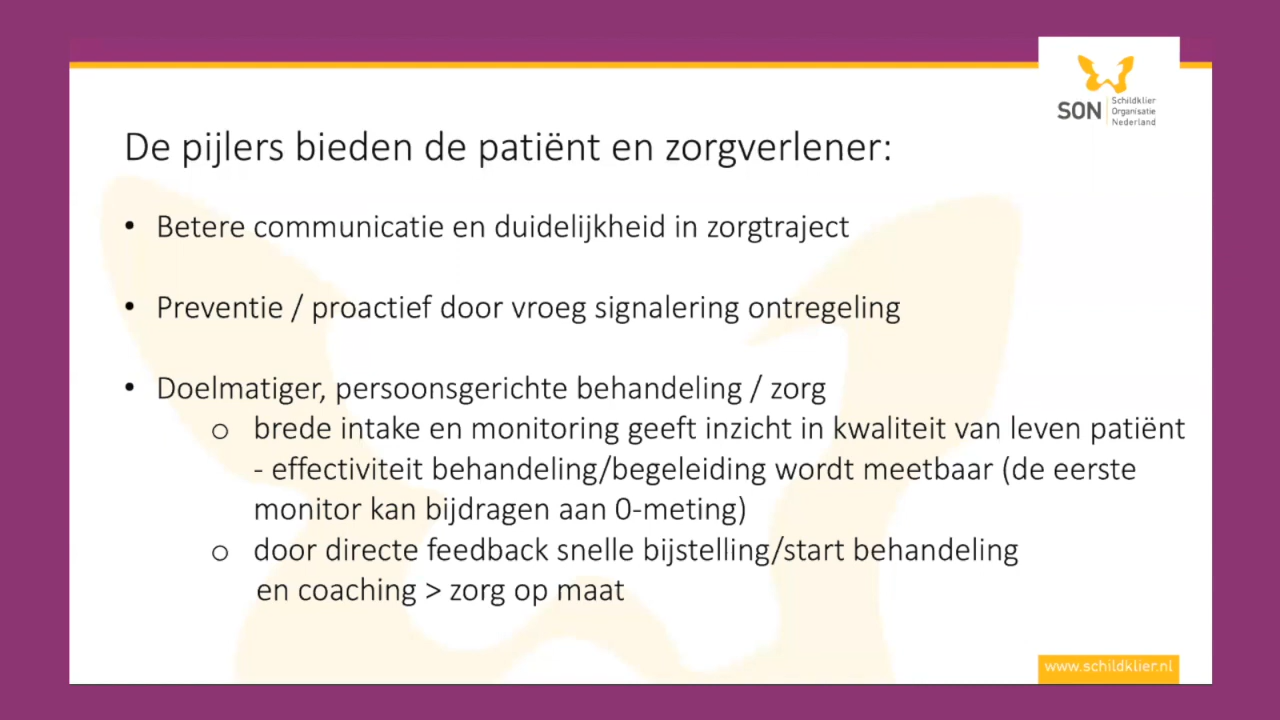 SON
Schildklier
Organisatie
Nederland
De pijlers bieden de patiënt en zorgverlener:
• Betere communicatie en duidelijkheid in zorgtraject
• Preventie / proactief door vroeg signalering ontregeling
• Doelmatiger, persoonsgerichte behandeling / zorg
o brede intake en monitoring geeft inzicht in kwaliteit van leven patiënt
- effectiviteit behandeling/begeleiding wordt meetbaar (de eerste
monitor kan bijdragen aan 0-meting)
o door directe feedback snelle bijstelling/start behandeling
en coaching > zorg op maat
www.schildklier.nl